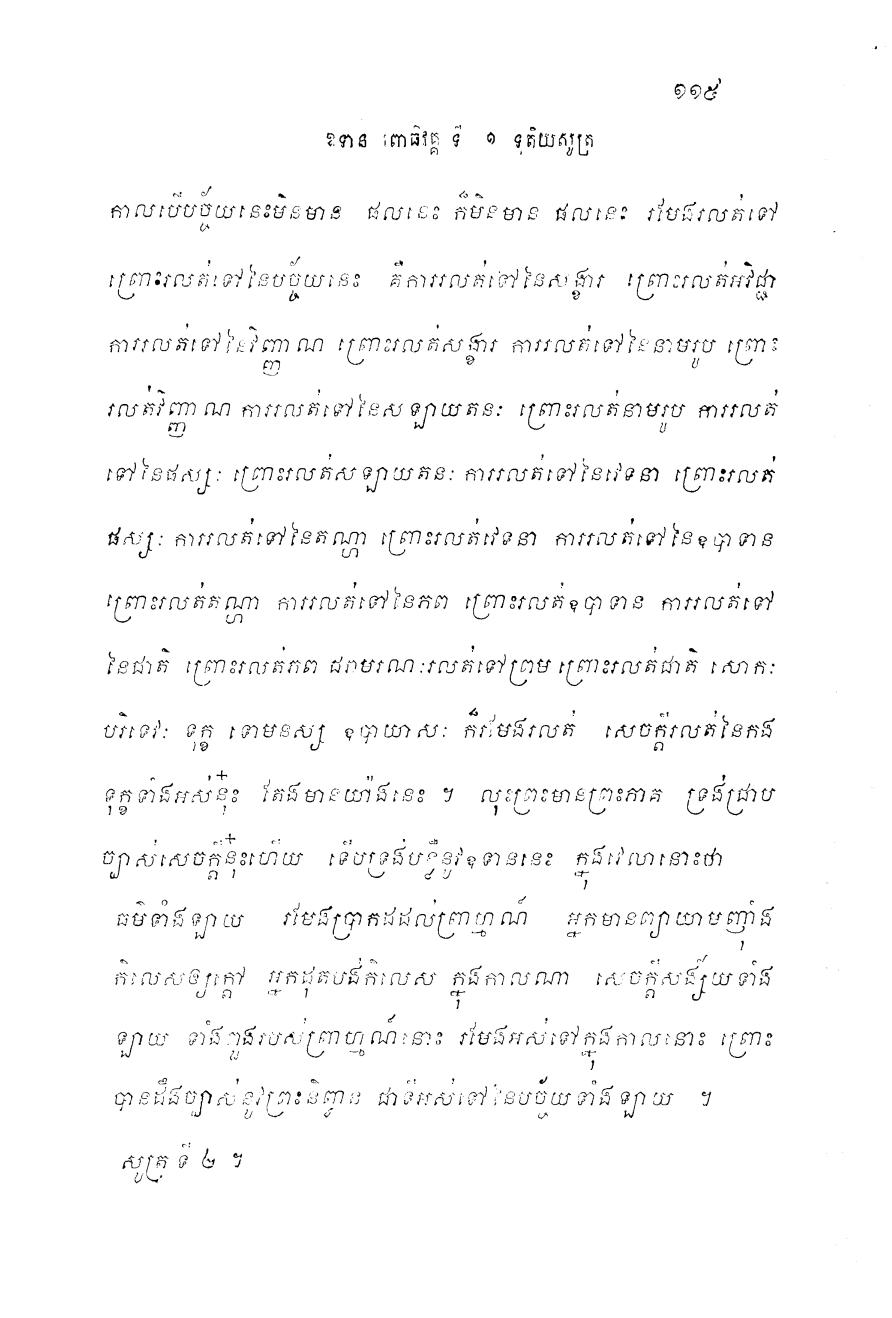 ១១៩
ឧទាន ពោធិវគ្គ ទី ១ ទុតិយសូត្រ
កាលបើបច្ច័យនេះមិនមាន ផលនេះ ក៏មិនមាន ផលនេះ រមែងរលត់ទៅ
ព្រោះរលត់ទៅនៃបច្ច័យនេះ គឺការរលត់ទៅនៃសង្ខារ ព្រោះរលត់អវិជ្ជា
ការរលត់ទៅនៃវិញ្ញាណ ព្រោះរលត់សង្ខារ ការរលត់ទៅនៃនាមរូប ព្រោះ
រលត់វិញ្ញាណ ការរលត់ទៅនៃសឡាយតនៈ ព្រោះរលត់នាមរូប ការរលត់
ទៅនៃផស្សៈ ព្រោះរលត់សឡាយតនៈ ការរលត់ទៅនៃវេទនា ព្រោះរលត់
ផស្សៈ ការរលត់ទៅនៃតណ្ហា ព្រោះរលត់វេទនា ការរលត់ទៅនៃឧបាទាន
ព្រោះរលត់តណ្ហា ការរលត់ទៅនៃភព ព្រោះរលត់ឧបាទាន ការរលត់ទៅ
នៃជាតិ ព្រោះរលត់ភព ជរាមរណៈរលត់ទៅព្រម ព្រោះរលត់ជាតិ សោកៈ
បរិទេវៈ ទុក្ខ ទោមនស្ស ឧបាយាសៈ ក៏រមែងរលត់ សេចក្តីរលត់នៃកង
ទុក្ខទាំងអស់នុ៎ះ តែងមានយ៉ាងនេះ ។ លុះព្រះមានព្រះភាគ ទ្រង់ជ្រាប
ច្បាស់សេចក្តីនុ៎ះហើយ ទើបទ្រង់បន្លឺនូវឧទាននេះ ក្នុងវេលានោះថា
ធម៌ទាំងឡាយ រមែងប្រាកដដល់ព្រាហ្មណ៍ អ្នកមានព្យាយាមញុំាង
កិលេសឲ្យក្តៅ អ្នកដុតបង់កិលេស ក្នុងកាលណា សេចក្តីសង្ស័យទាំង
ឡាយ ទាំងពួងរបស់ព្រាហ្មណ៍នោះ រមែងអស់ទៅក្នុងកាលនោះ ព្រោះ
បានដឹងច្បាស់នូវព្រះនិព្វាន ជាទីអស់ទៅនៃបច្ច័យទាំងឡាយ ។
សូត្រ ទី ២ ។